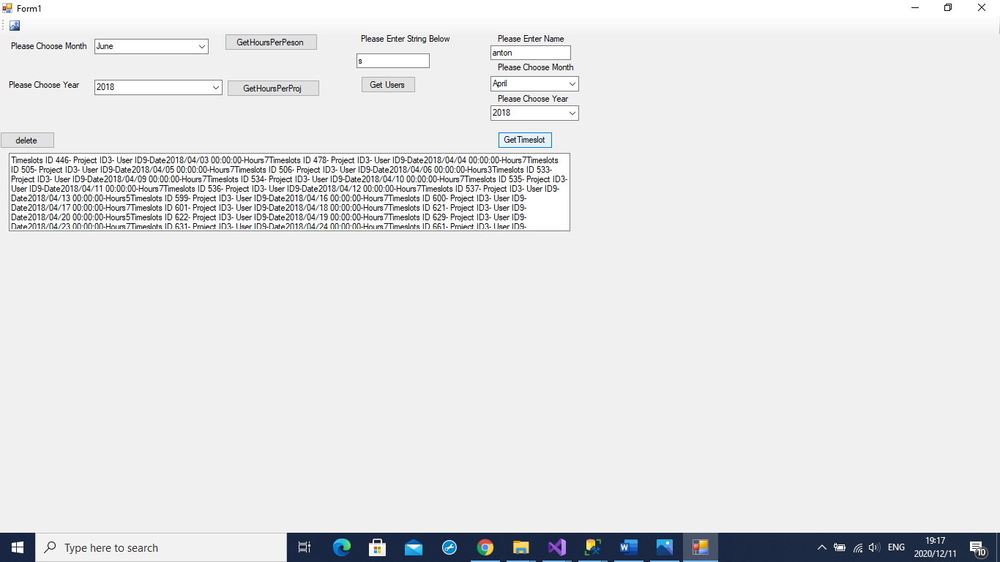 Form1
Please Choose Month June GetHoursPerPeson
Please Enter String Below
s
Please Enter Name
anton
Please Choose Month
April
Please Choose Year
2018
Please Choose Year 2018 GetHoursPerProj
Get Users
delete
GetTimeslot
Timeslots ID 446- Project ID3- User ID9-Date2018/04/03 00:00:00-Hours7Timeslots ID 478- Project ID3- User ID9-Date2018/04/04 00:00:00-Hours7Timeslots
ID 505- Project ID3- User ID9-Date2018/04/05 00:00:00-Hours7Timeslots ID 506- Project ID3- User ID9-Date2018/04/06 00:00:00-Hours3Timeslots ID 533-
Project ID3- User ID9-Date2018/04/09 00:00:00-Hours7Timeslots ID 534- Project ID3- User ID9-Date2018/04/10 00:00:00-Hours7Timeslots ID 535- Project ID3-
User ID9-Date2018/04/11 00:00:00-Hours7Timeslots ID 536- Project ID3- User ID9-Date2018/04/12 00:00:00-Hours7Timeslots ID 537- Project ID3- User ID9-
Date2018/04/13 00:00:00-Hours5Timeslots ID 599- Project ID3- User ID9-Date2018/04/16 00:00:00-Hours7Timeslots ID 600- Project ID3- User ID9-
Date2018/04/17 00:00:00-Hours7Timeslots ID 601- Project ID3- User ID9-Date2018/04/18 00:00:00-Hours7Timeslots ID 621- Project ID3- User ID9-
Date2018/04/20 00:00:00-Hours5Timeslots ID 622- Project ID3- User ID9-Date2018/04/19 00:00:00-Hours7Timeslots ID 629- Project ID3- User ID9-
Date2018/04/23 00:00:00-Hours7Timeslots ID 631- Project ID3- User ID9-Date2018/04/24 00:00:00-Hours7Timeslots ID 661- Project ID3- User ID9-
Type here to search
ENG
19:17
2020/12/11
10